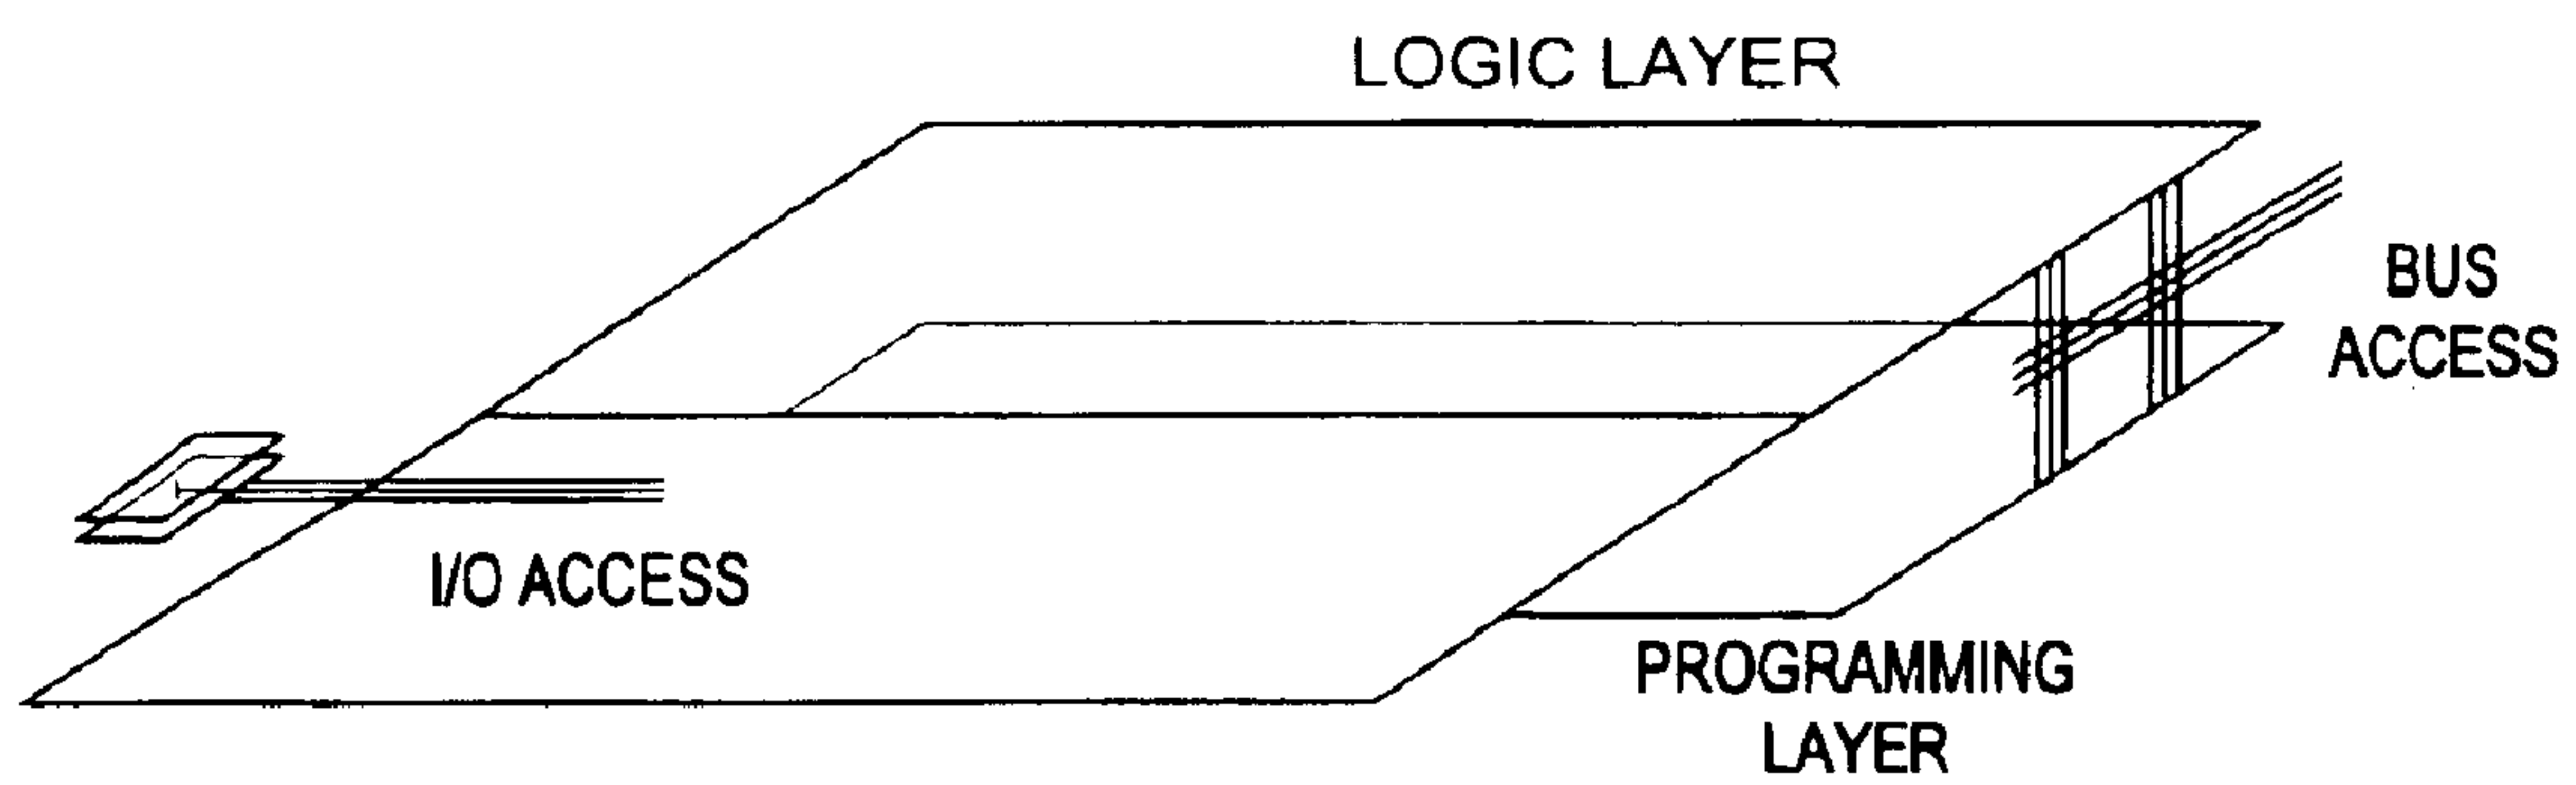 LOGIC LAYER
BUS
ACCESS
I/O ACCESS
PROGRAMMING
LAYER